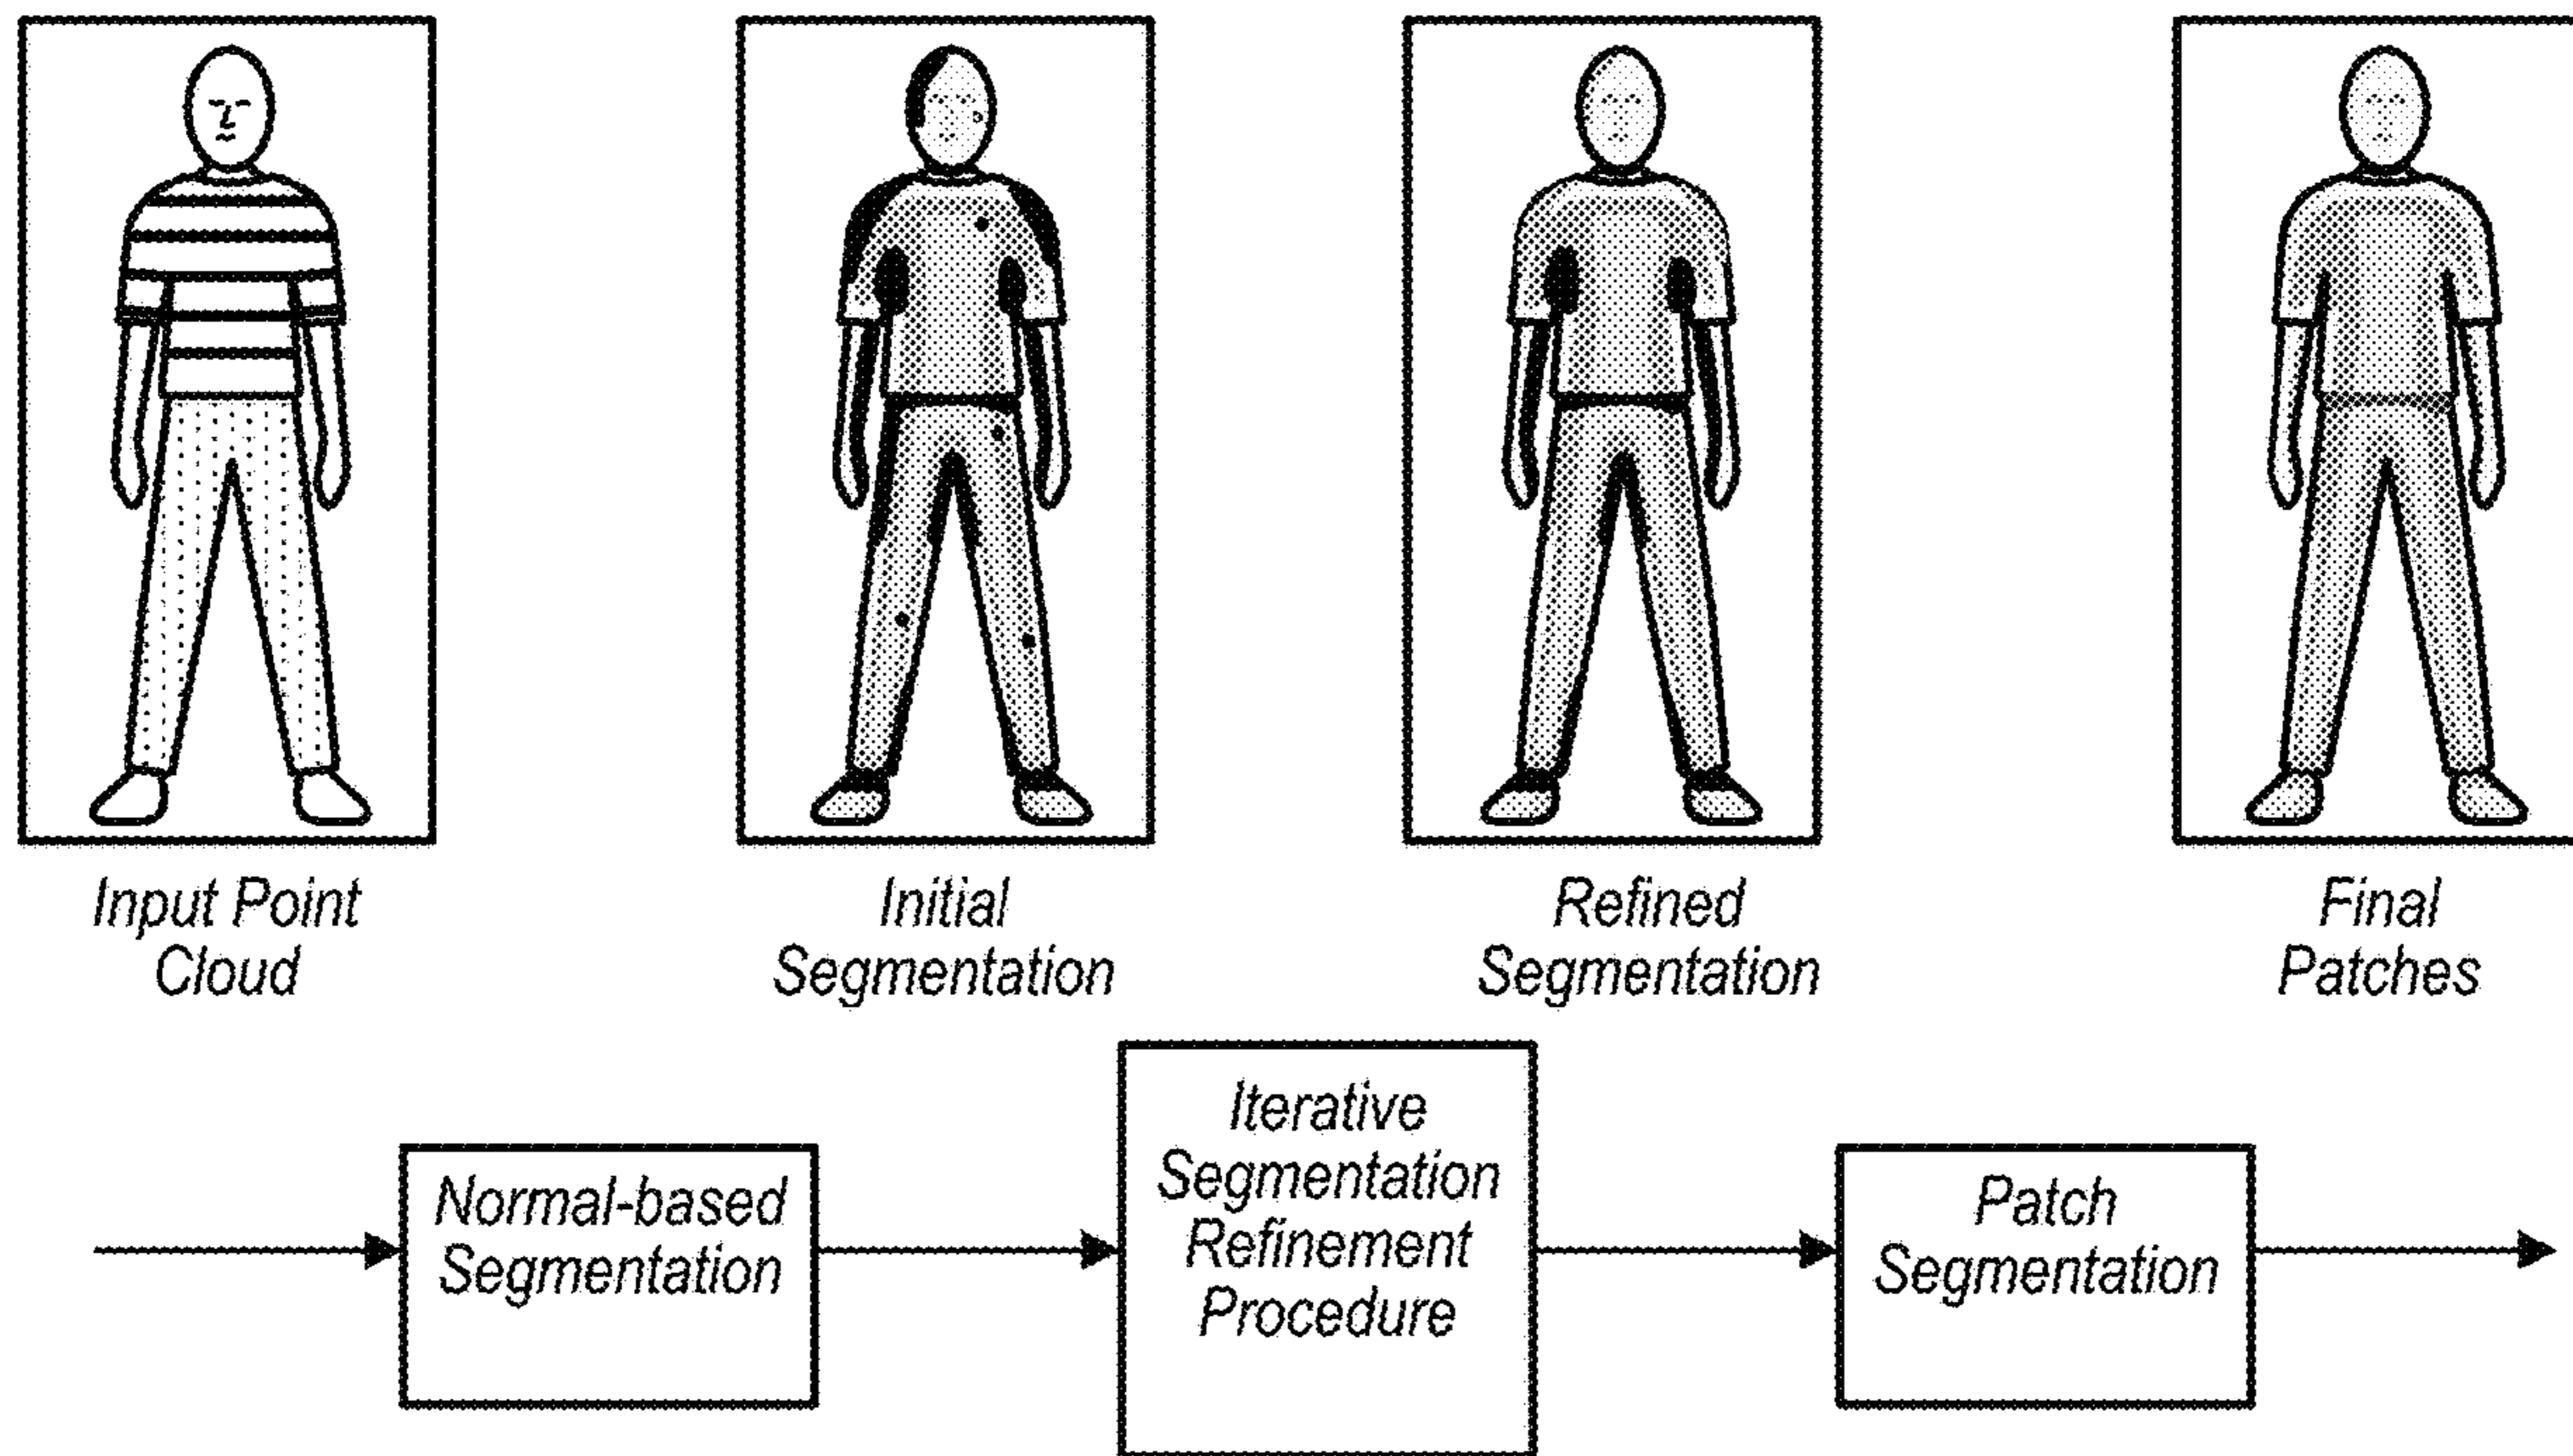 Input Point
Cloud
Initial
Segmentation
Refined
Segmentation
Final
Patches
Normal-based
Segmentation
Iterative
Segmentation
Refinement
Procedure
Patch
Segmentation